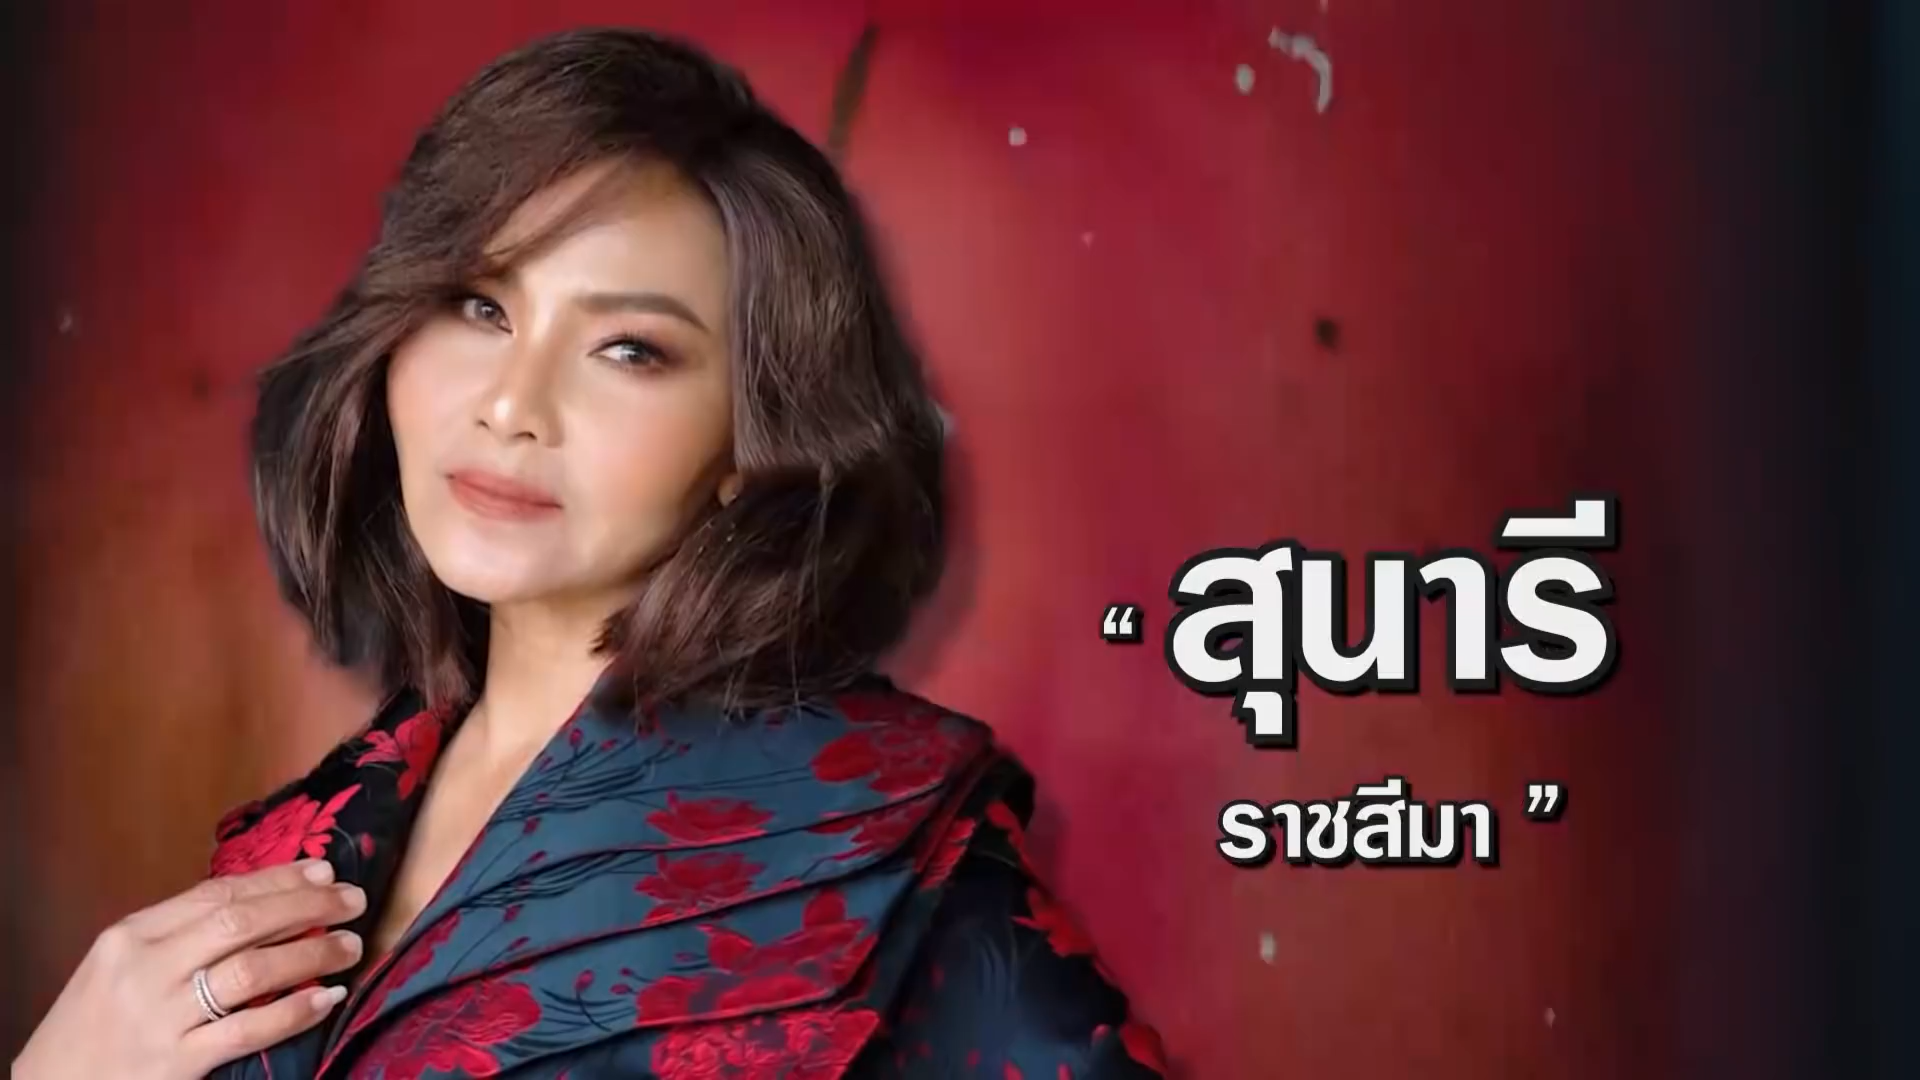 “ สุนารี
ราชสีมา ”